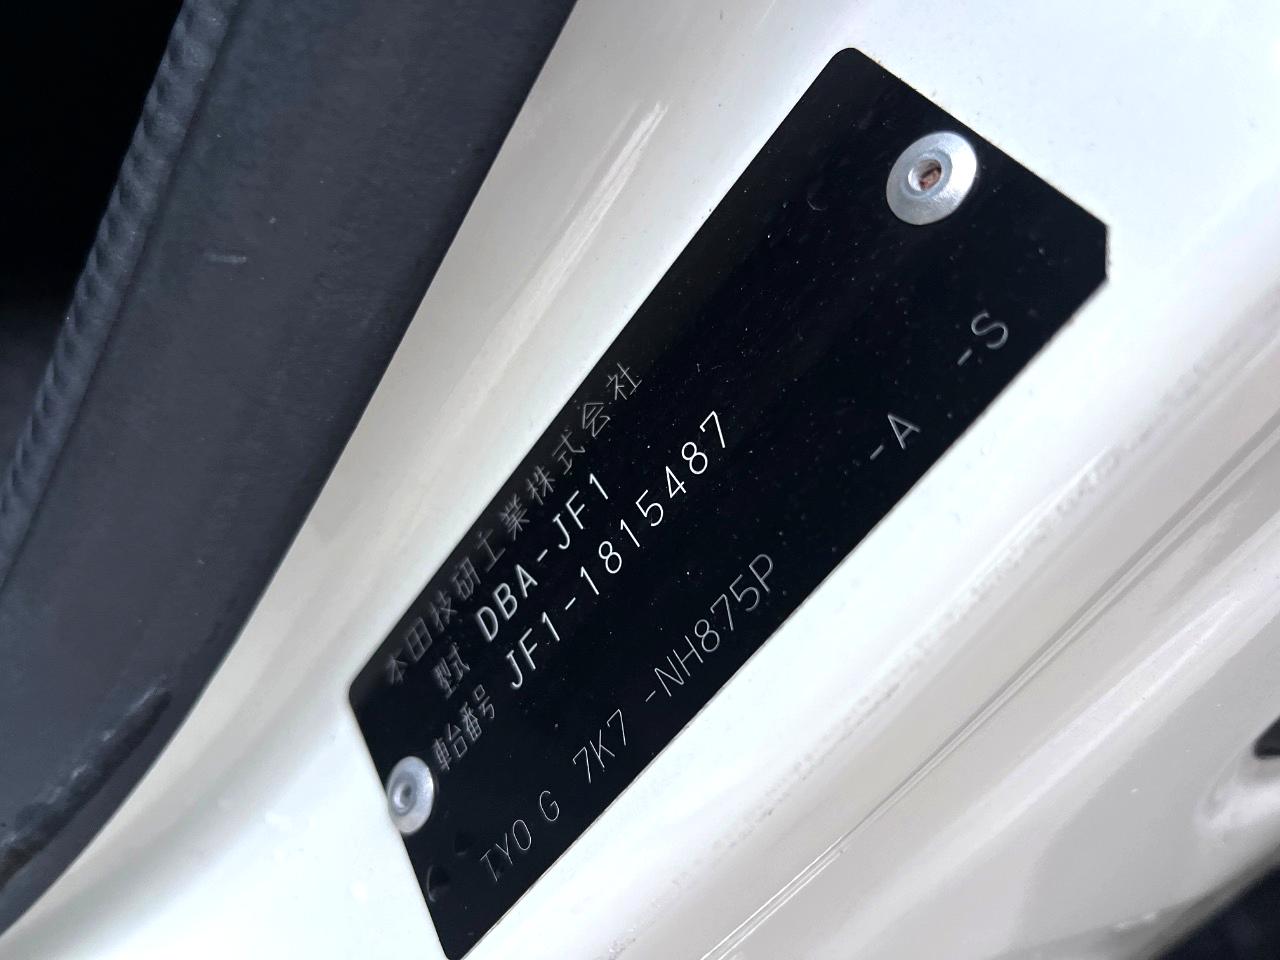 本田技研工業株式会社
型式 DBA-JF1
車台番号 JF1-1815487
TY0 G 7K7 -NH875P -A -S